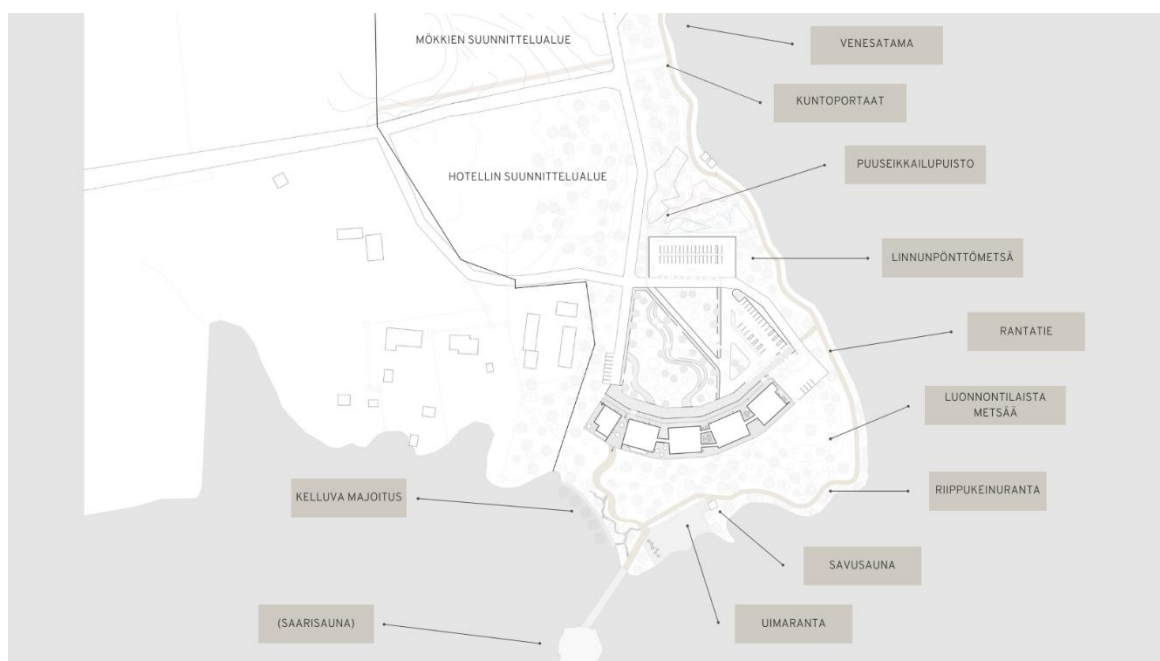 MÖKKIEN SUUNNITTELUALUE
VENESATAMA
KUNTOPORTAAT
PUUSEIKKAILUPUISTO
HOTELLIN SUUNNITTELUALUE
LINNUNPÖNTTÖMETSÄ
RANTATIE
LUONNONTILAISTA
METSÄÄ
KELLUVA MAJOITUS
RIIPPUKEINURANTA
SAVUSAUNA
(SAARISAUNA)
UIMARANTA